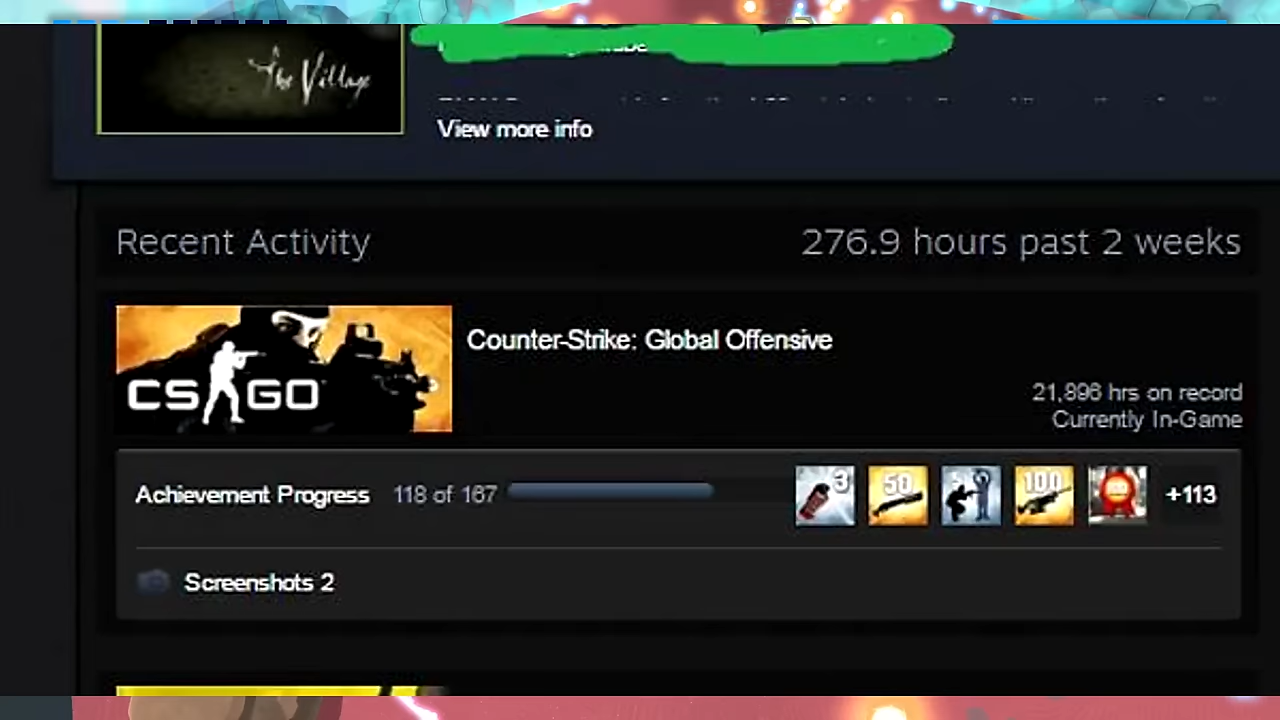 The Village
View more info
Recent Activity
276.9 hours past 2 weeks
CS GO
Counter-Strike: Global Offensive
21,896 hrs on record
Currently In-Game
Achievement Progress 118 of 167
3
50
100
+113
Screenshots 2